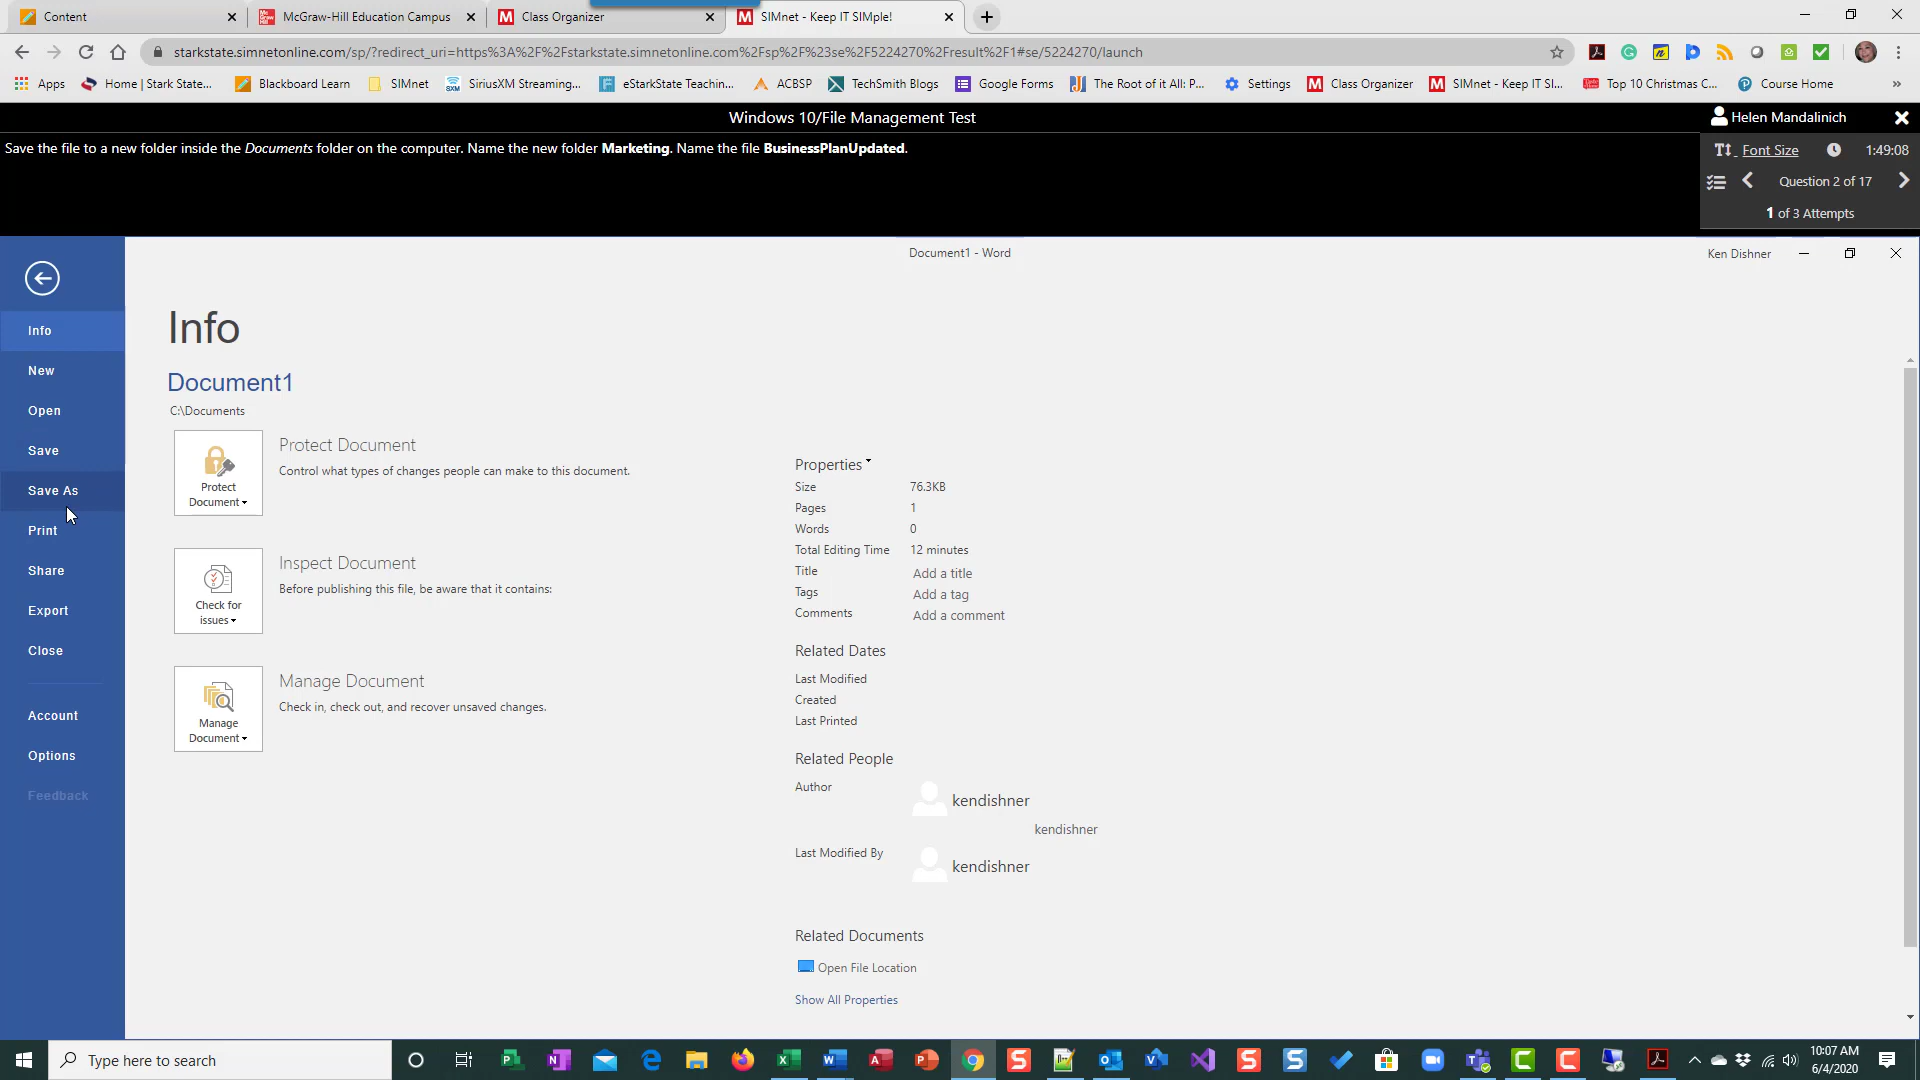 Content
McGraw-Hill Education Campus
Class Organizer
SIMnet - Keep IT SIMple!
starkstate.simnetonline.com/sp/?redirect_uri=https%3A%2F%2Fstarkstate.simnetonline.com%2Fsp%2F%23se%2F5224270%2Fresult%2F1#se/5224270/launch
Apps
Home | Stark State...
Blackboard Learn
SIMnet
SiriusXM Streaming...
eStarkState Teachin...
ACBSP
TechSmith Blogs
Google Forms
The Root of it All: P...
Settings
Class Organizer
SIMnet - Keep IT SI...
Top 10 Christmas C...
Course Home
»
Windows 10/File Management Test
Helen Mandalinich
Save the file to a new folder inside the Documents folder on the computer. Name the new folder Marketing. Name the file BusinessPlanUpdated.
Font Size
1:49:08
Question 2 of 17
1 of 3 Attempts
Document1 - Word
Ken Dishner
Info
New
Open
Save
Save As
Print
Share
Export
Close
Account
Options
Feedback
Info
Document1
C:\Documents
Protect Document
Protect Document
Control what types of changes people can make to this document.
Check for issues
Inspect Document
Before publishing this file, be aware that it contains:
Manage Document
Manage Document
Check in, check out, and recover unsaved changes.
Properties
Size 76.3KB
Pages 1
Words 0
Total Editing Time 12 minutes
Title Add a title
Tags Add a tag
Comments Add a comment
Related Dates
Last Modified
Created
Last Printed
Related People
Author kendishner
kendishner
Last Modified By kendishner
Related Documents
Open File Location
Show All Properties
Type here to search
10:07 AM
6/4/2020